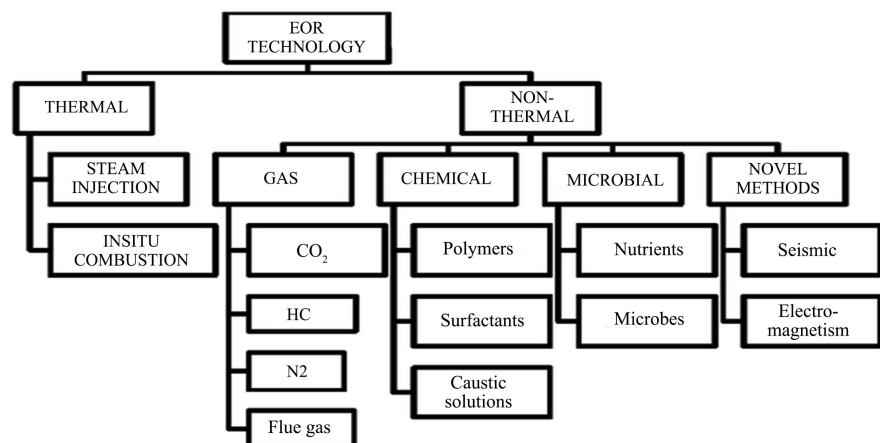 EOR
TECHNOLOGY
THERMAL
NON-
THERMAL
STEAM
INJECTION
INSITU
COMBUSTION
GAS
CHEMICAL
MICROBIAL
NOVEL
METHODS
CO₂
HC
N2
Flue gas
Polymers
Surfactants
Caustic
solutions
Nutrients
Microbes
Seismic
Electro-
magnetism